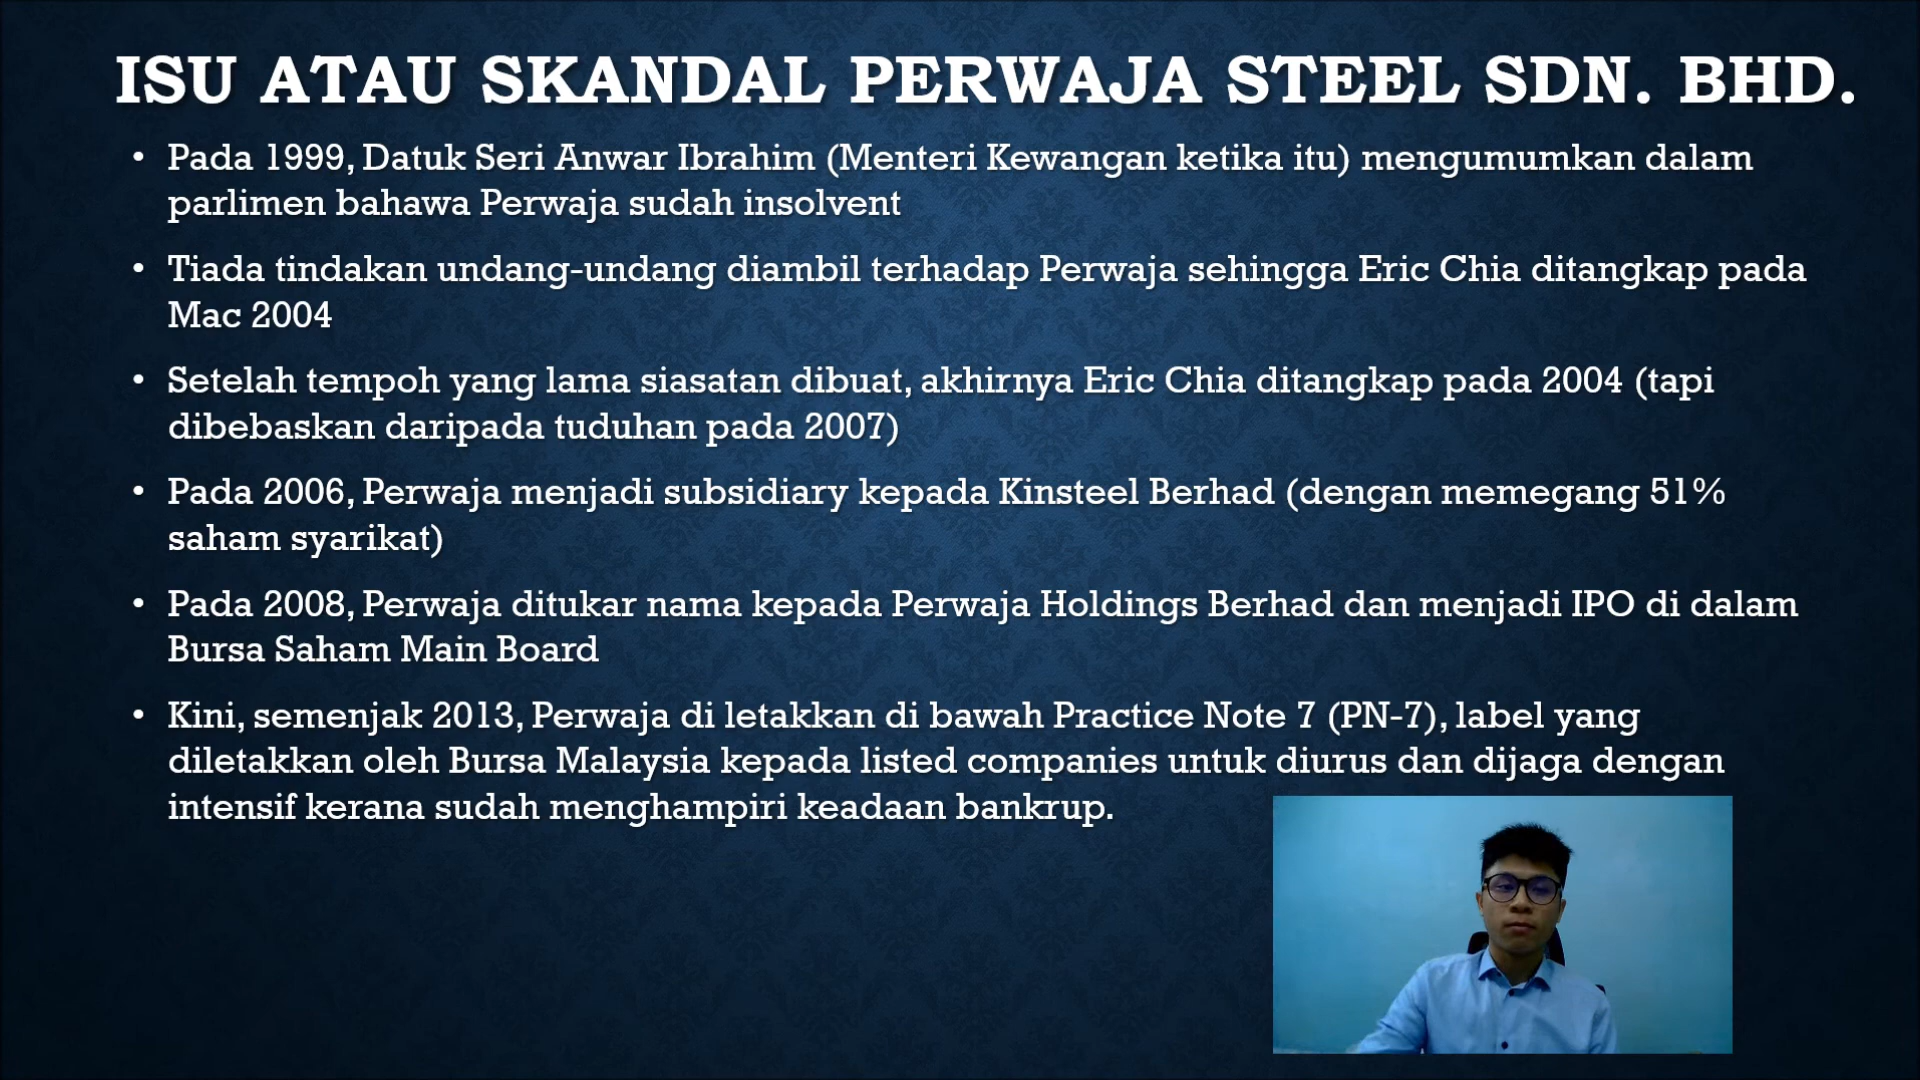 ISU ATAU SKANDAL PERWAJA STEEL SDN. BHD.
• Pada 1999, Datuk Seri Anwar Ibrahim (Menteri Kewangan ketika itu) mengumumkan dalam
parlimen bahawa Perwaja sudah insolvent
• Tiada tindakan undang-undang diambil terhadap Perwaja sehingga Eric Chia ditangkap pada
Mac 2004
• Setelah tempoh yang lama siasatan dibuat, akhirnya Eric Chia ditangkap pada 2004 (tapi
dibebaskan daripada tuduhan pada 2007)
• Pada 2006, Perwaja menjadi subsidiary kepada Kinsteel Berhad (dengan memegang 51%
saham syarikat)
• Pada 2008, Perwaja ditukar nama kepada Perwaja Holdings Berhad dan menjadi IPO di dalam
Bursa Saham Main Board
• Kini, semenjak 2013, Perwaja di letakkan di bawah Practice Note 7 (PN-7), label yang
diletakkan oleh Bursa Malaysia kepada listed companies untuk diurus dan dijaga dengan
intensif kerana sudah menghampiri keadaan bankrup.